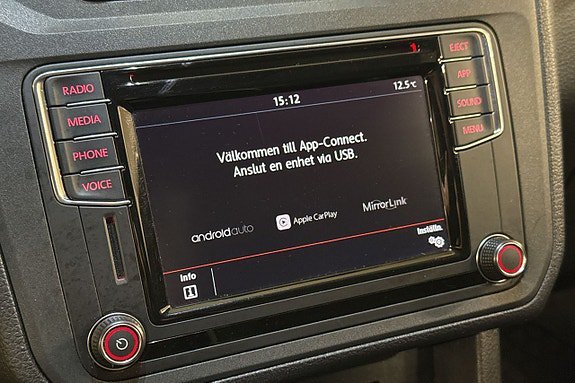 RADIO
MEDIA
PHONE
VOICE
15:12
12.5°C
Välkommen till App-Connect.
Anslut en enhet via USB.
androidauto
Apple CarPlay
MirrorLink
Inställn.
Info
EJECT
APP
SOUND
MENU